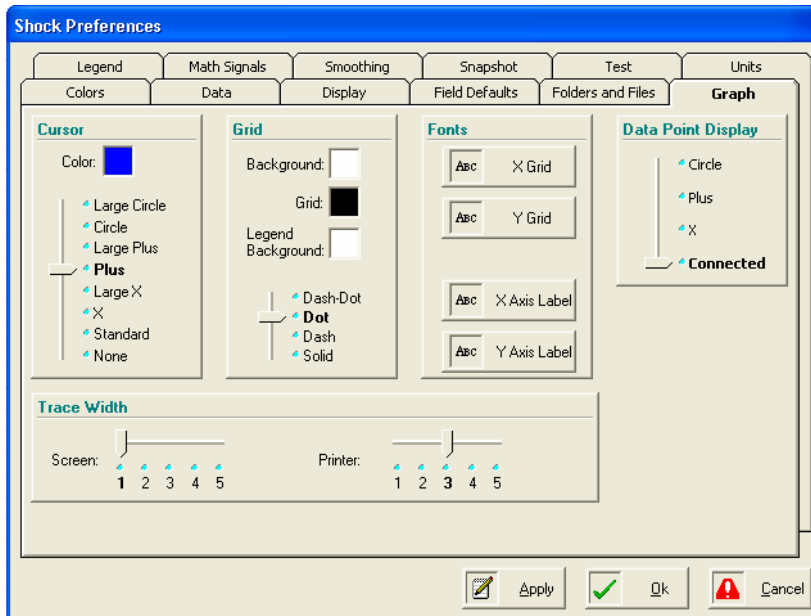 Shock Preferences
Legend Math Signals Smoothing Snapshot Test Units
Colors Data Display Field Defaults Folders and Files Graph
Cursor
Color:
Large Circle
Circle
Large Plus
Plus
Large X
X
Standard
None
Grid
Background:
Grid:
Legend
Background:
Dash-Dot
Dot
Dash
Solid
Fonts
ABC X Grid
ABC Y Grid
ABC X Axis Label
ABC Y Axis Label
Data Point Display
Circle
Plus
X
Connected
Trace Width
Screen:
1 2 3 4 5
Printer:
1 2 3 4 5
Apply Ok Cancel